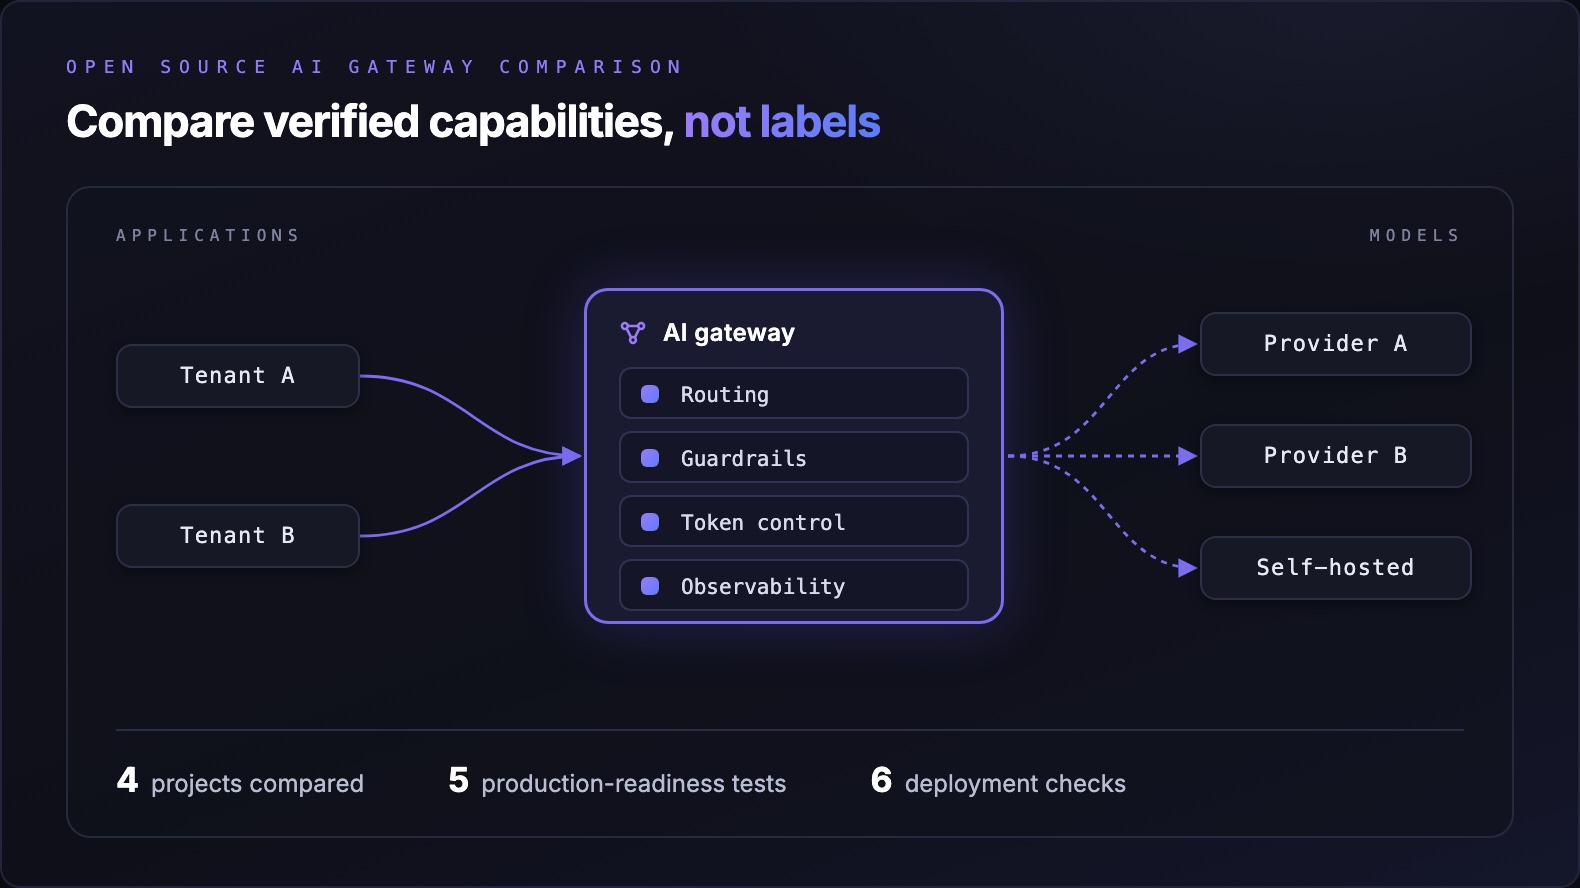 OPEN SOURCE AI GATEWAY COMPARISON
Compare verified capabilities, not labels
APPLICATIONS
MODELS
Tenant A
Tenant B
AI gateway
Routing
Guardrails
Token control
Observability
Provider A
Provider B
Self-hosted
4 projects compared
5 production-readiness tests
6 deployment checks